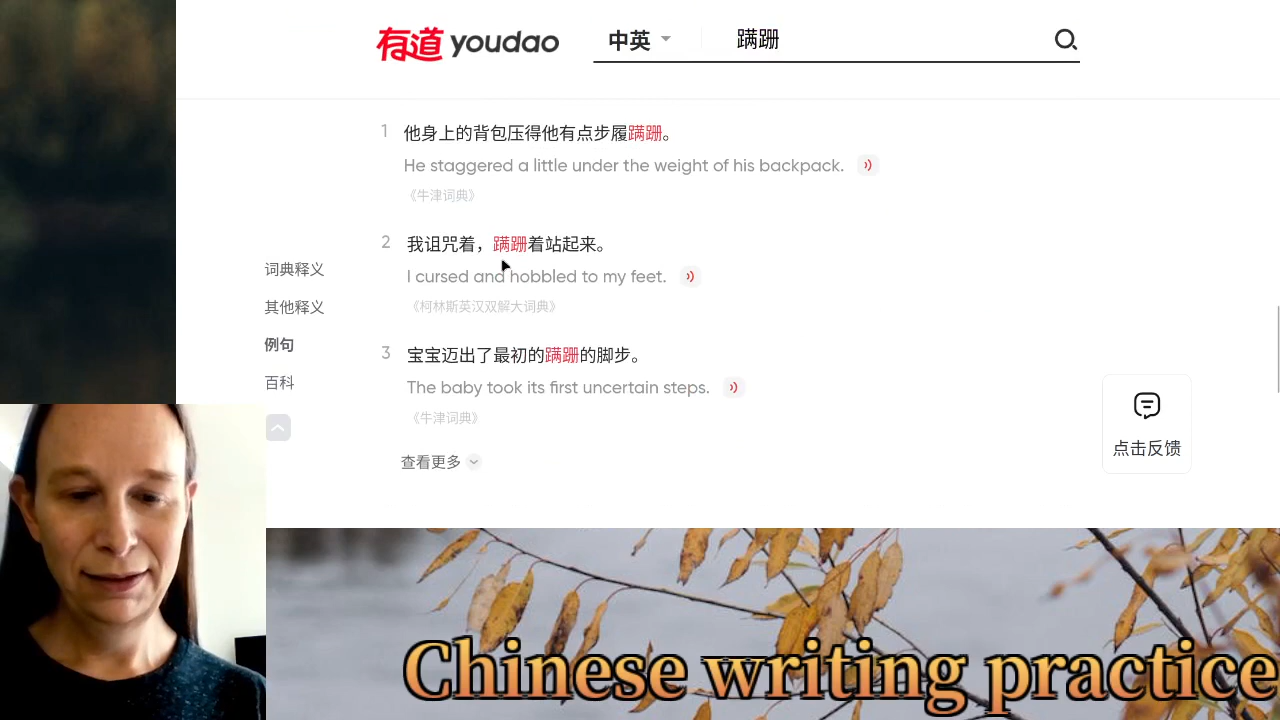 有道 youdao 中英 蹒跚
1 他身上的背包压得他有点步履蹒跚。
He staggered a little under the weight of his backpack.
《牛津词典》
2 我诅咒着，蹒跚着站起来。
I cursed and hobbled to my feet.
《柯林斯英汉双解大词典》
3 宝宝迈出了最初的蹒跚的脚步。
The baby took its first uncertain steps.
《牛津词典》
查看更多
词典释义
其他释义
例句
百科
点击反馈
Chinese writing practice